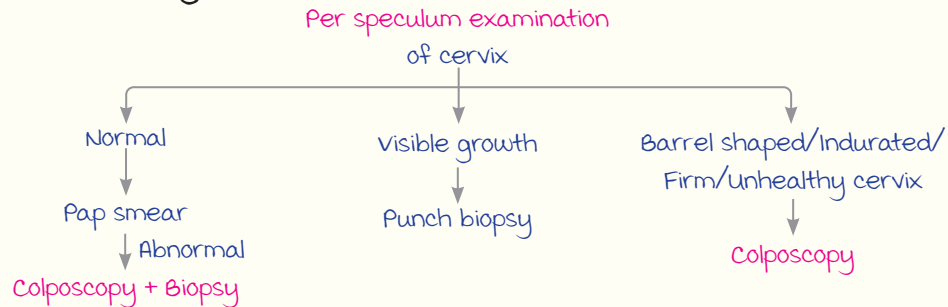 Per speculum examination
of cervix
Normal
Visible growth
Barrel shaped/Indurated/
Firm/unhealthy cervix
Pap smear
Punch biopsy
Abnormal
Colposcopy
Colposcopy + Biopsy